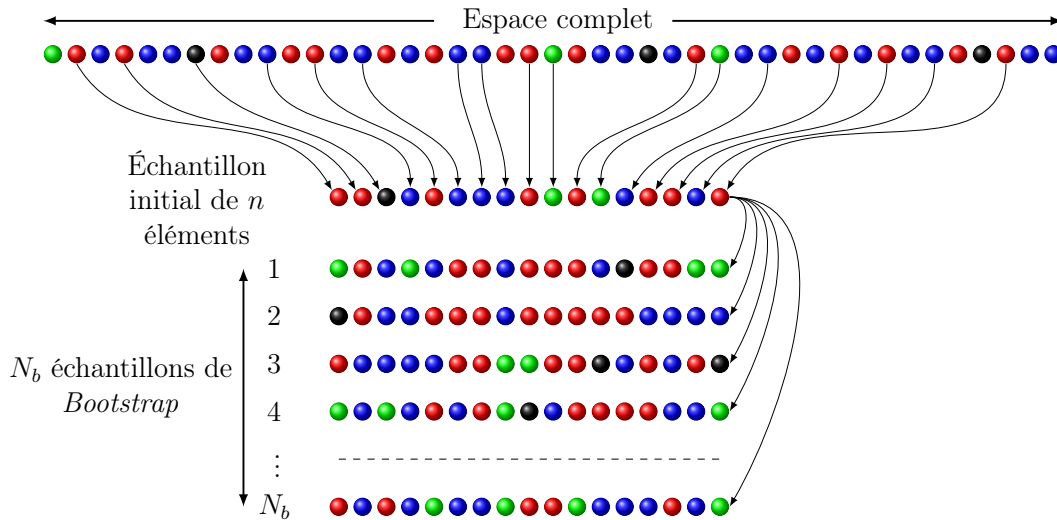 Espace complet
Échantillon
initial de n
éléments
1
2
3
4
⋮
N_b
N_b échantillons de
Bootstrap